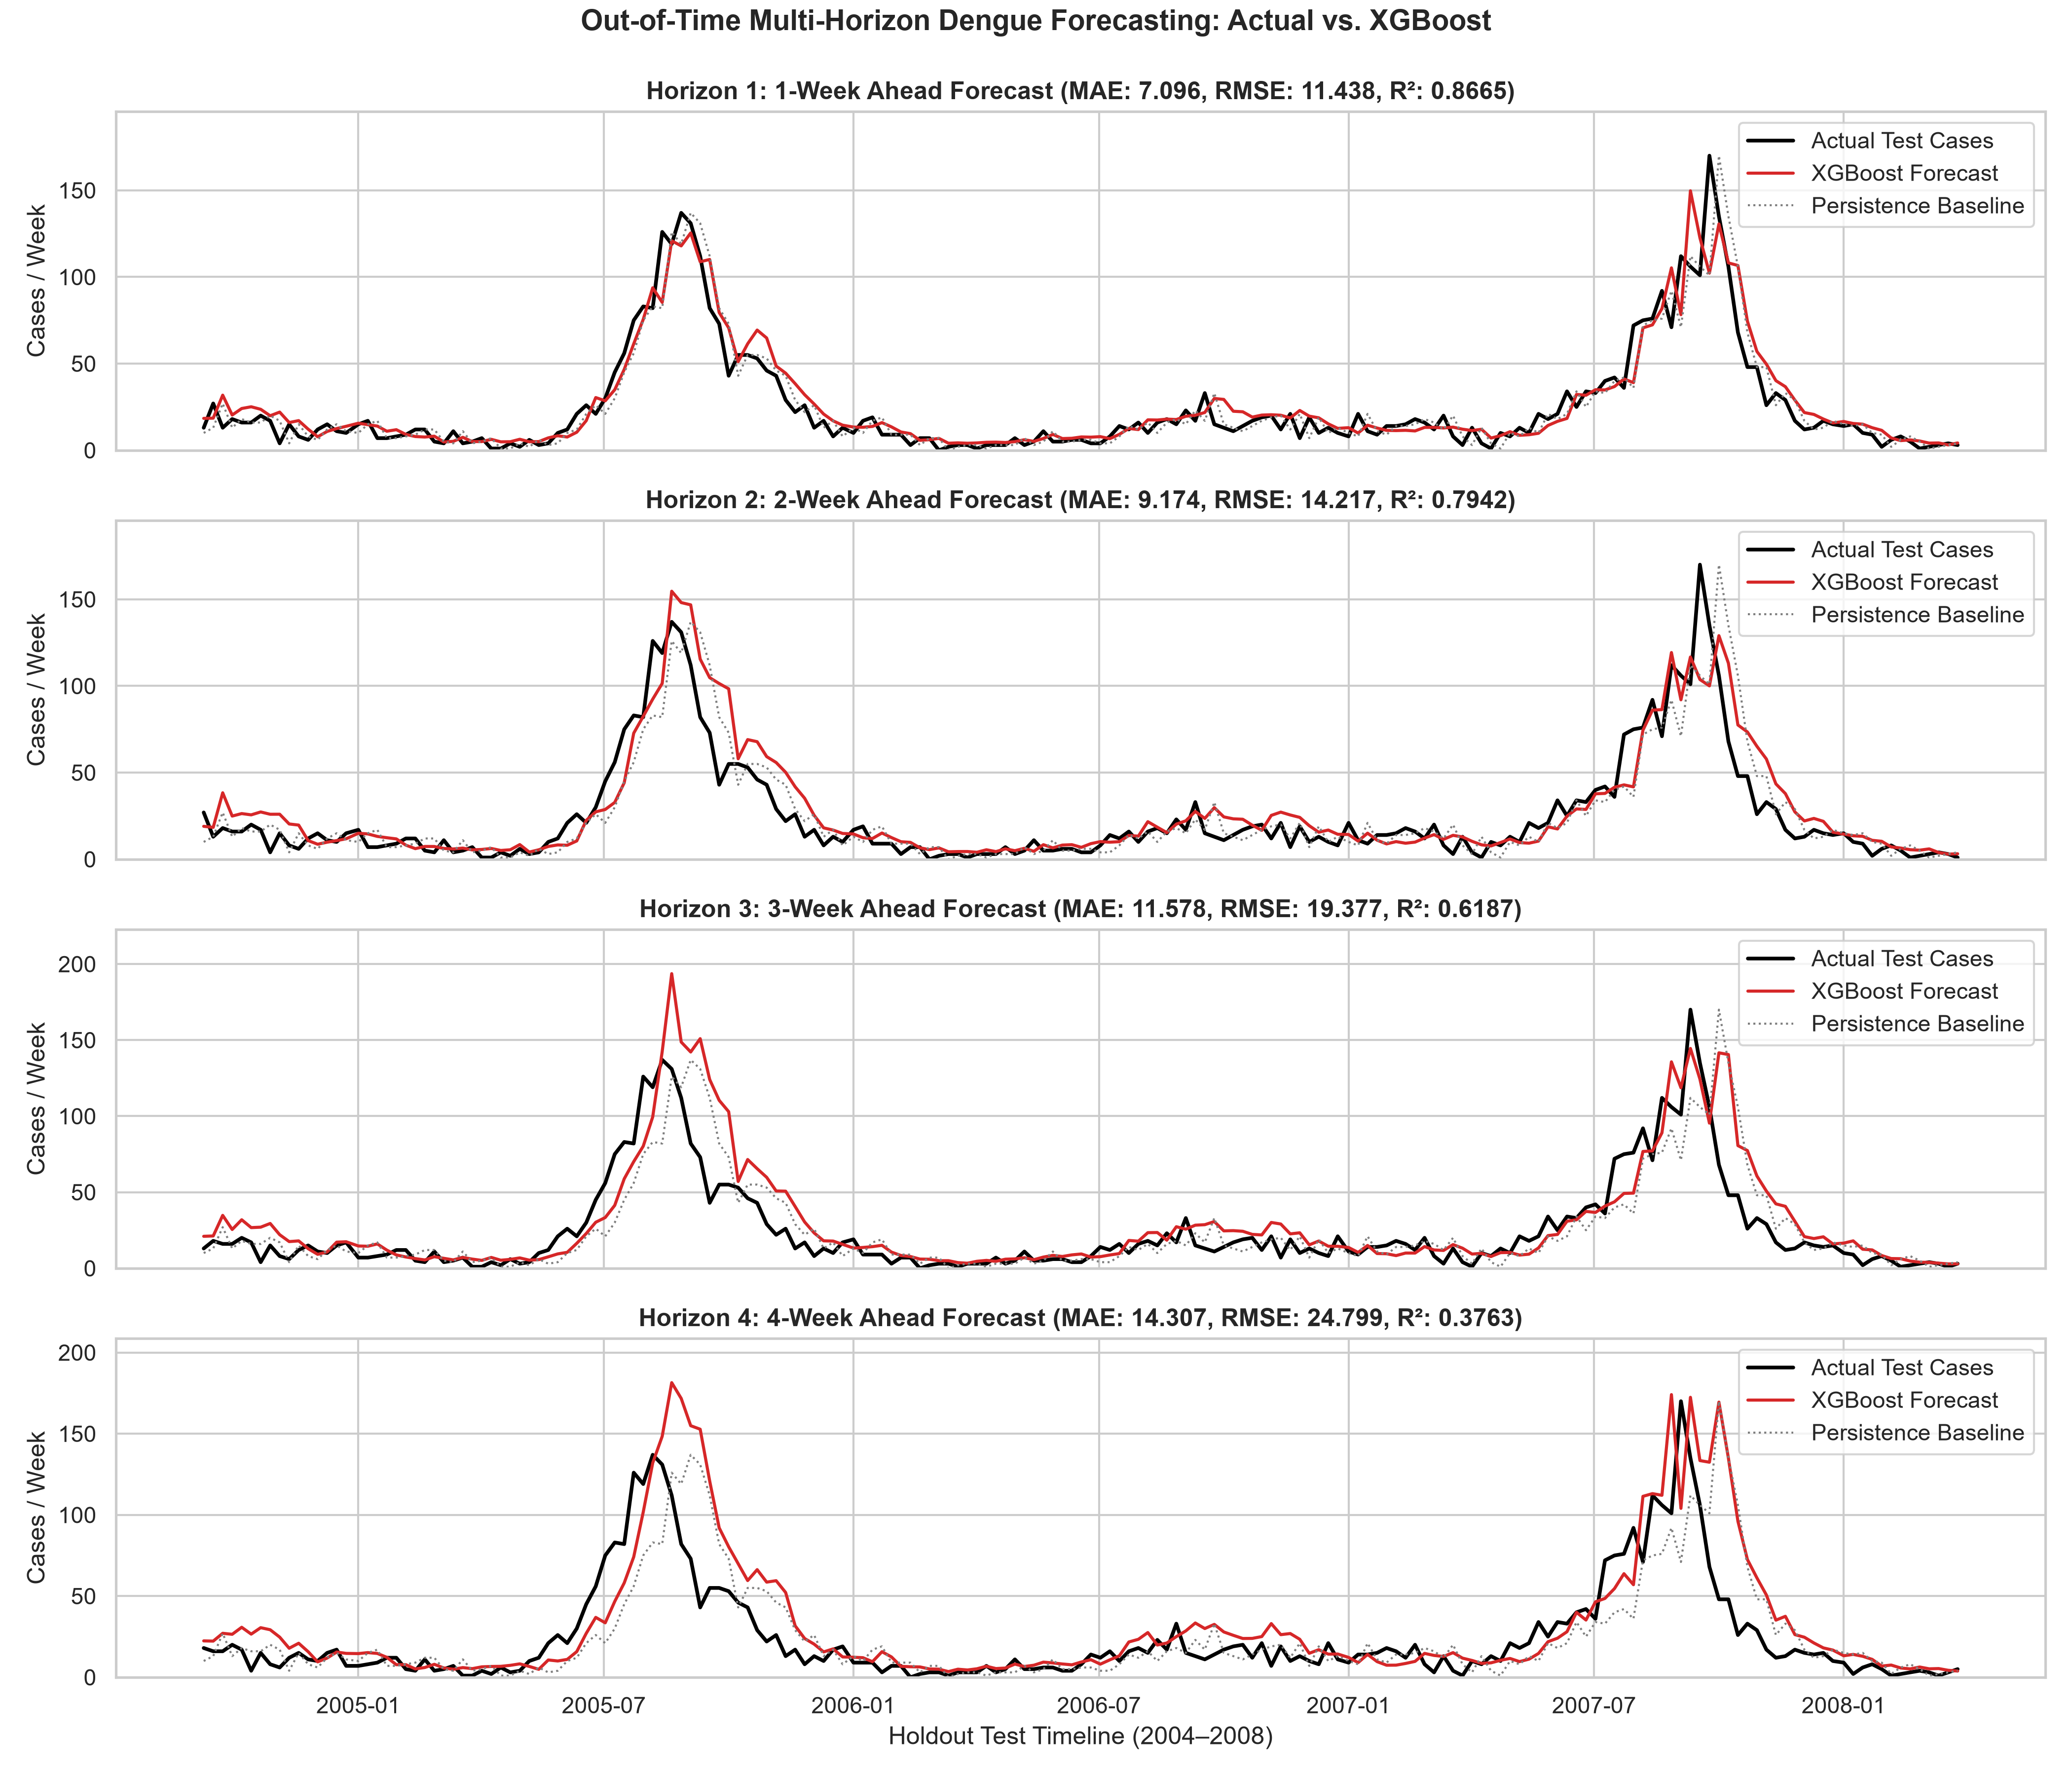 Out-of-Time Multi-Horizon Dengue Forecasting: Actual vs. XGBoost
Horizon 1: 1-Week Ahead Forecast (MAE: 7.096, RMSE: 11.438, R²: 0.8665)
Cases / Week
150
100
50
0
Actual Test Cases
XGBoost Forecast
Persistence Baseline
Horizon 2: 2-Week Ahead Forecast (MAE: 9.174, RMSE: 14.217, R²: 0.7942)
Cases / Week
150
100
50
0
Actual Test Cases
XGBoost Forecast
Persistence Baseline
Horizon 3: 3-Week Ahead Forecast (MAE: 11.578, RMSE: 19.377, R²: 0.6187)
Cases / Week
200
150
100
50
0
Actual Test Cases
XGBoost Forecast
Persistence Baseline
Horizon 4: 4-Week Ahead Forecast (MAE: 14.307, RMSE: 24.799, R²: 0.3763)
Cases / Week
200
150
100
50
0
Actual Test Cases
XGBoost Forecast
Persistence Baseline
2005-01 2005-07 2006-01 2006-07 2007-01 2007-07 2008-01
Holdout Test Timeline (2004–2008)